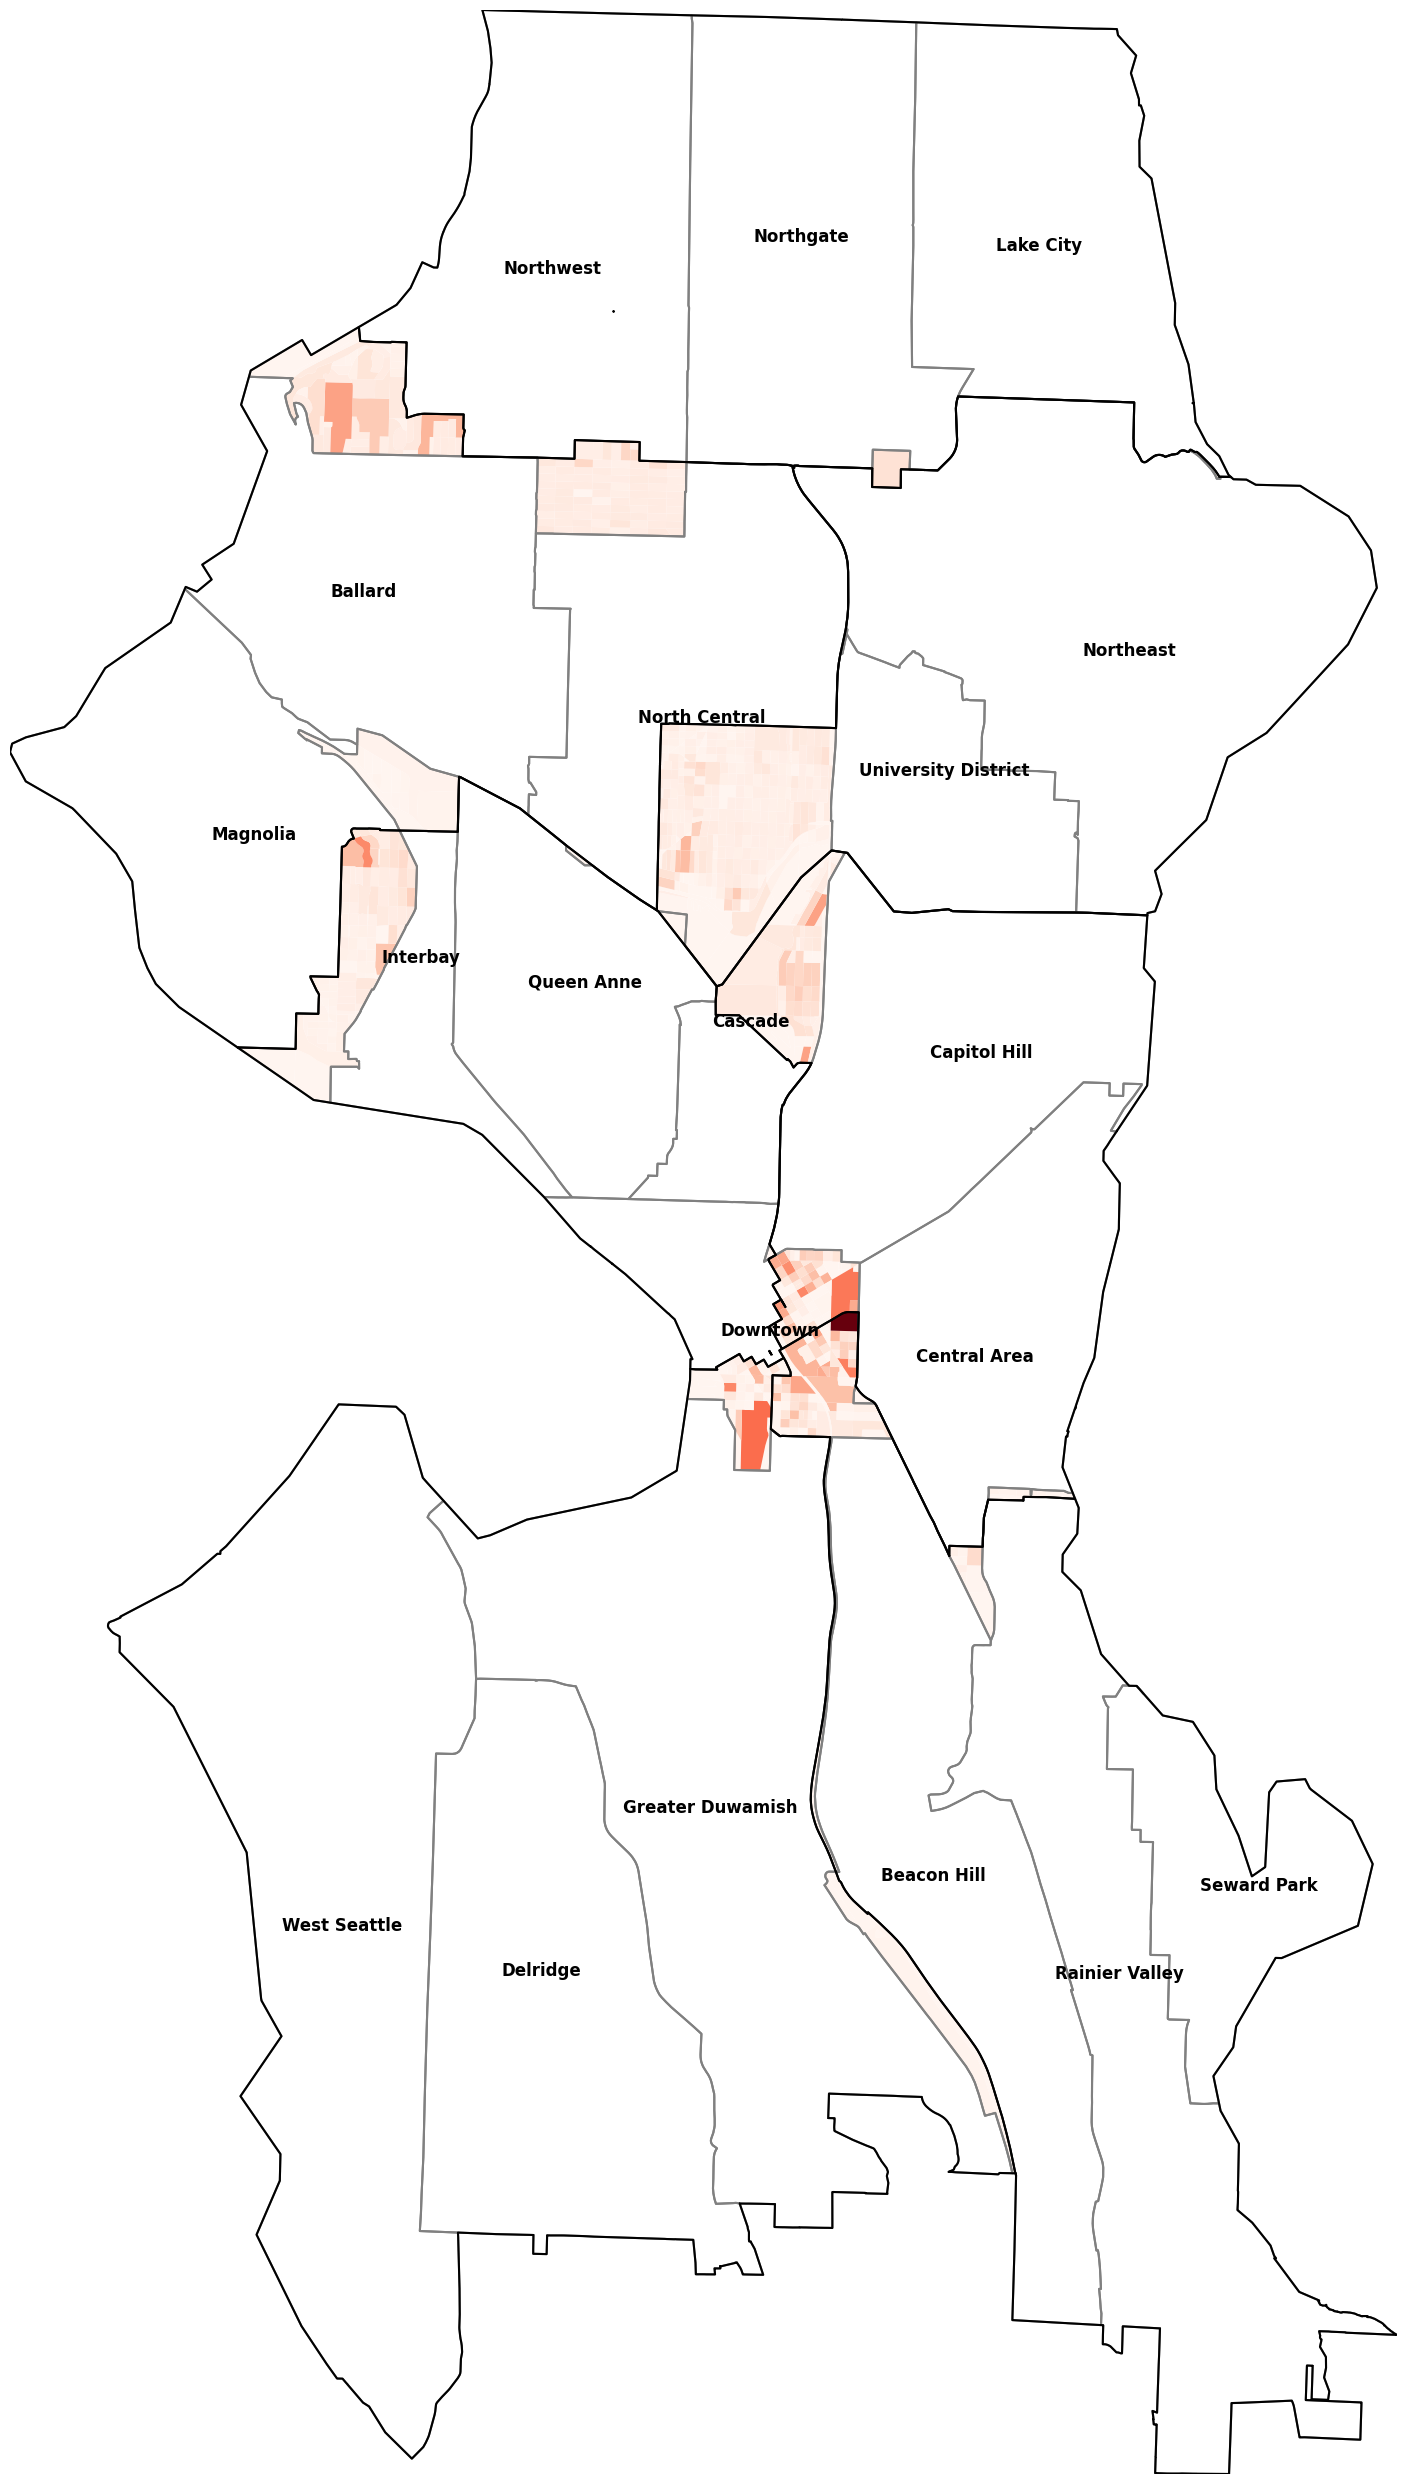 Northgate
Lake City
Northwest
Ballard
Northeast
North Central
University District
Magnolia
Interbay
Queen Anne
Cascade
Capitol Hill
Downtown
Central Area
Greater Duwamish
Beacon Hill
Seward Park
West Seattle
Delridge
Rainier Valley